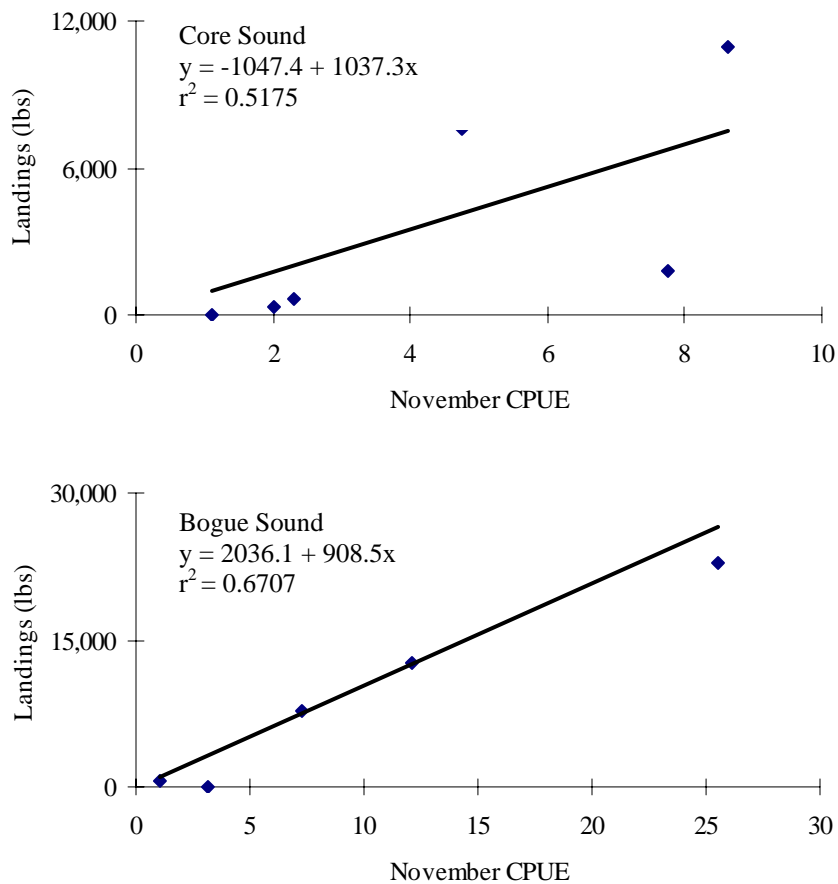 12,000
Core Sound
y = -1047.4 + 1037.3x
r² = 0.5175
Landings (lbs)
6,000
0
0 2 4 6 8 10
November CPUE
30,000
Bogue Sound
y = 2036.1 + 908.5x
r² = 0.6707
Landings (lbs)
15,000
0
0 5 10 15 20 25 30
November CPUE